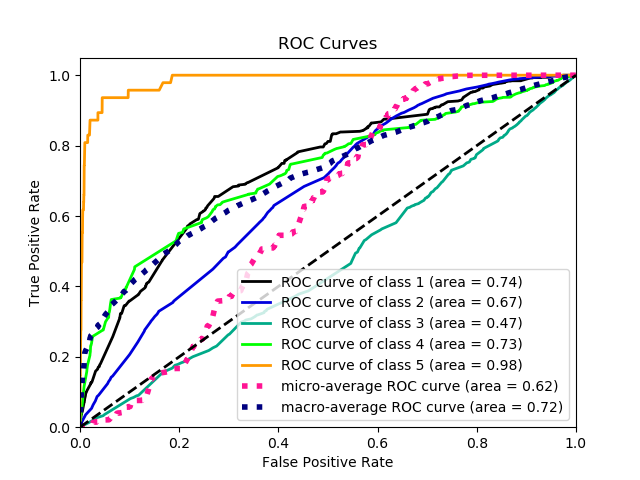 ROC Curves
1.0
0.8
0.6
0.4
0.2
0.0
True Positive Rate
ROC curve of class 1 (area = 0.74)
ROC curve of class 2 (area = 0.67)
ROC curve of class 3 (area = 0.47)
ROC curve of class 4 (area = 0.73)
ROC curve of class 5 (area = 0.98)
micro-average ROC curve (area = 0.62)
macro-average ROC curve (area = 0.72)
0.0 0.2 0.4 0.6 0.8 1.0
False Positive Rate